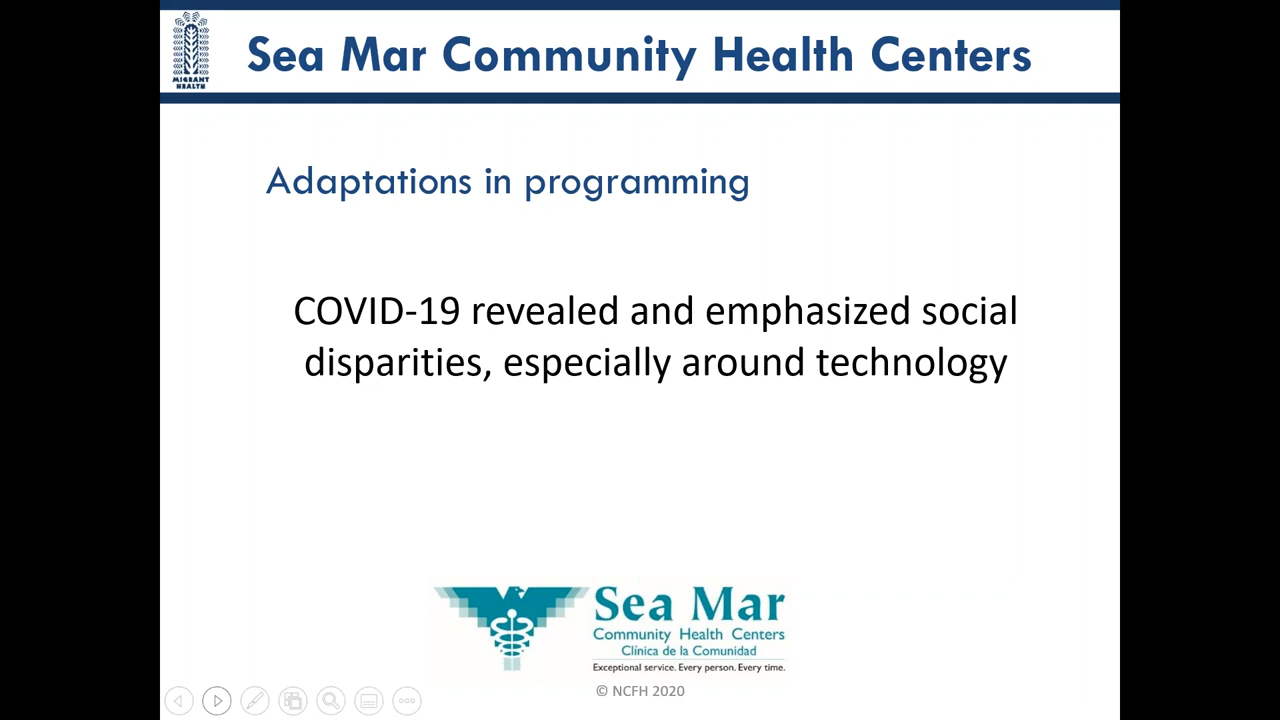 MIGRANT
HEALTH
Sea Mar Community Health Centers
Adaptations in programming
COVID-19 revealed and emphasized social
disparities, especially around technology
Sea Mar
Community Health Centers
Clínica de la Comunidad
Exceptional service. Every person. Every time.
© NCFH 2020